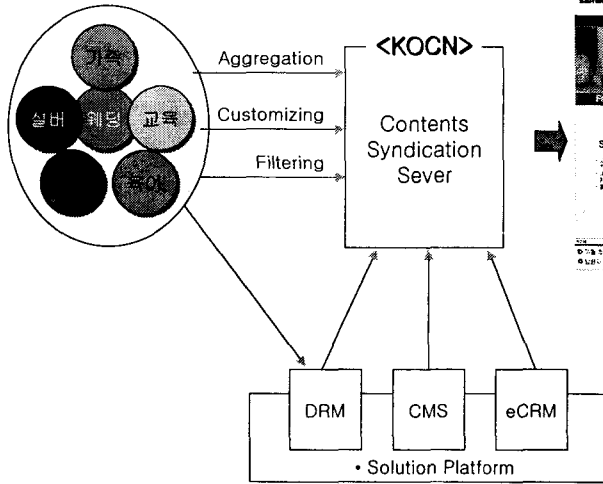 가족
실버
웨딩
교육
육아
Aggregation
Customizing
Filtering
<KOCN>
Contents
Syndication
Sever
DRM
CMS
eCRM
• Solution Platform